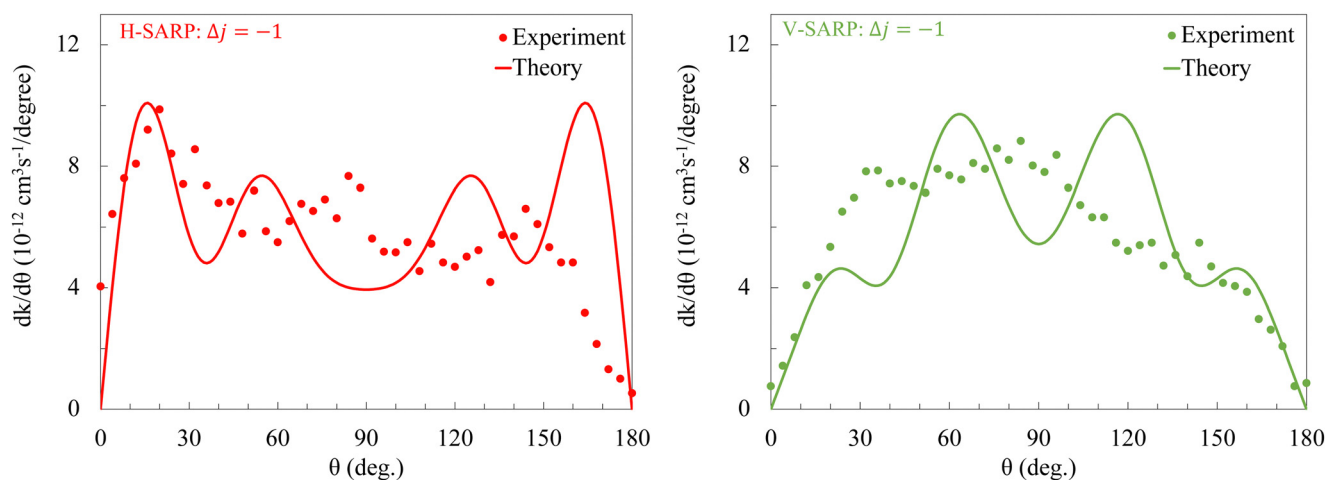 H-SARP: Δj = −1
Experiment
Theory
12
8
4
0
dk/dθ (10⁻¹² cm³s⁻¹/degree)
0 30 60 90 120 150 180
θ (deg.)
V-SARP: Δj = −1
Experiment
Theory
12
8
4
0
dk/dθ (10⁻¹² cm³s⁻¹/degree)
0 30 60 90 120 150 180
θ (deg.)